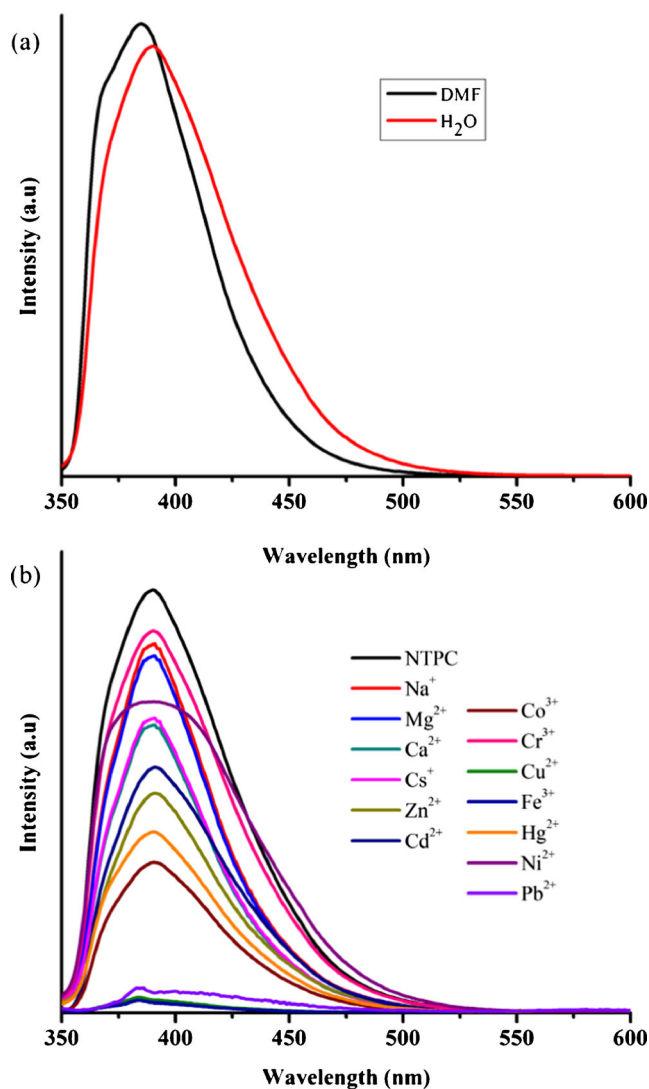 (a)
DMF
H2O
Intensity (a.u)
350 400 450 500 550 600
Wavelength (nm)
(b)
NTPC
Na+
Mg2+
Ca2+
Cs+
Zn2+
Cd2+
Co3+
Cr3+
Cu2+
Fe3+
Hg2+
Ni2+
Pb2+
Intensity (a.u)
350 400 450 500 550 600
Wavelength (nm)